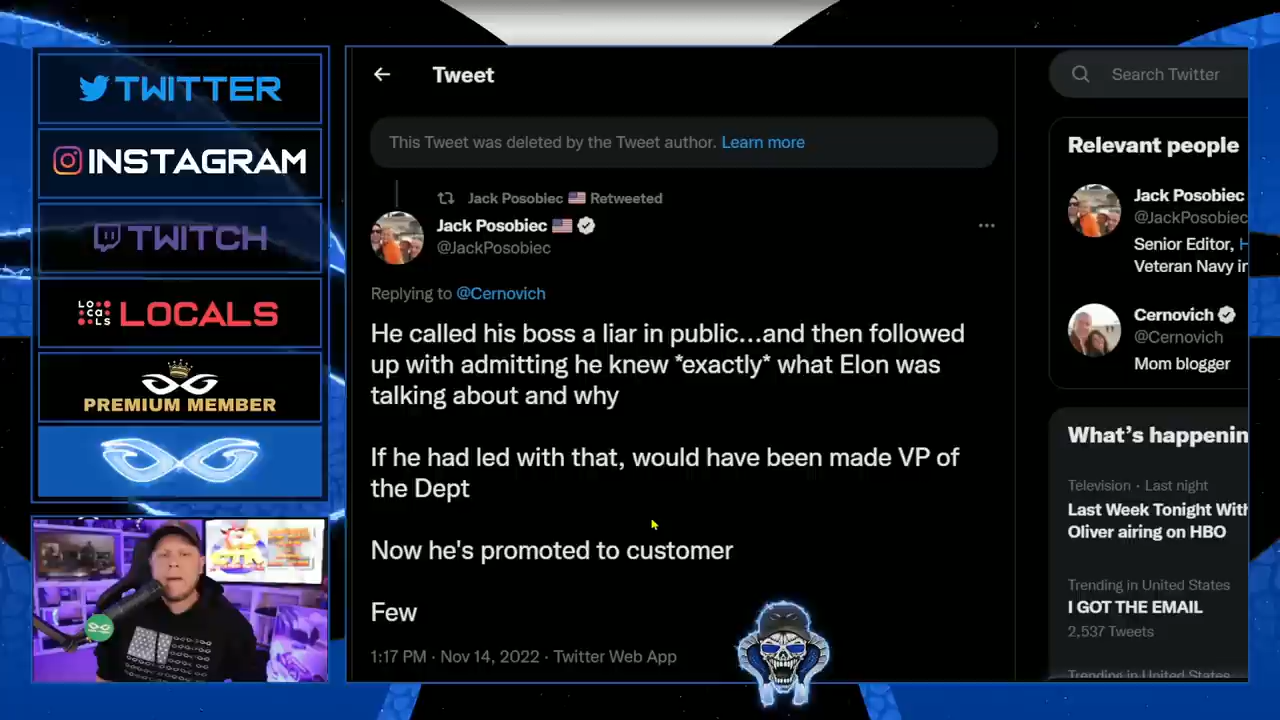 TWITTER
INSTAGRAM
TWITCH
LOCALS
LOCALS
PREMIUM MEMBER
Tweet
This Tweet was deleted by the Tweet author. Learn more
Jack Posobiec 🇺🇸 Retweeted
Jack Posobiec 🇺🇸
@JackPosobiec
Replying to @Cernovich
He called his boss a liar in public...and then followed
up with admitting he knew *exactly* what Elon was
talking about and why
If he had led with that, would have been made VP of
the Dept
Now he's promoted to customer
Few
1:17 PM · Nov 14, 2022 · Twitter Web App
Search Twitter
Relevant people
Jack Posobiec
@JackPosobiec
Senior Editor, H
Veteran Navy in
Cernovich
@Cernovich
Mom blogger
What's happenin
Television · Last night
Last Week Tonight With
Oliver airing on HBO
Trending in United States
I GOT THE EMAIL
2,537 Tweets
Trending in United States